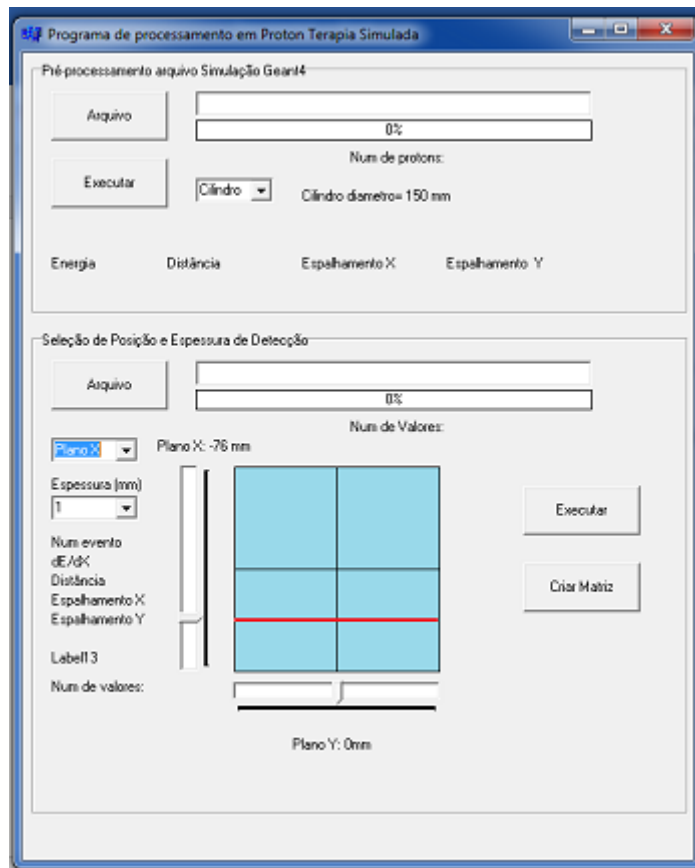 Programa de processamento em Proton Terapia Simulada
Pré-processamento arquivo Simulação Geant4
Arquivo
0%
Num de protons:
Executar
Cilindro
Cilindro diametro= 150 mm
Energia Distância Espalhamento X Espalhamento Y
Seleção de Posição e Espessura de Detecção
Arquivo
0%
Num de Valores:
Plano X
Plano X: -76 mm
Espessura (mm)
1
Executar
Num evento
dE/dX
Distância
Espalhamento X
Espalhamento Y
Criar Matriz
Label13
Num de valores:
Plano Y: 0mm